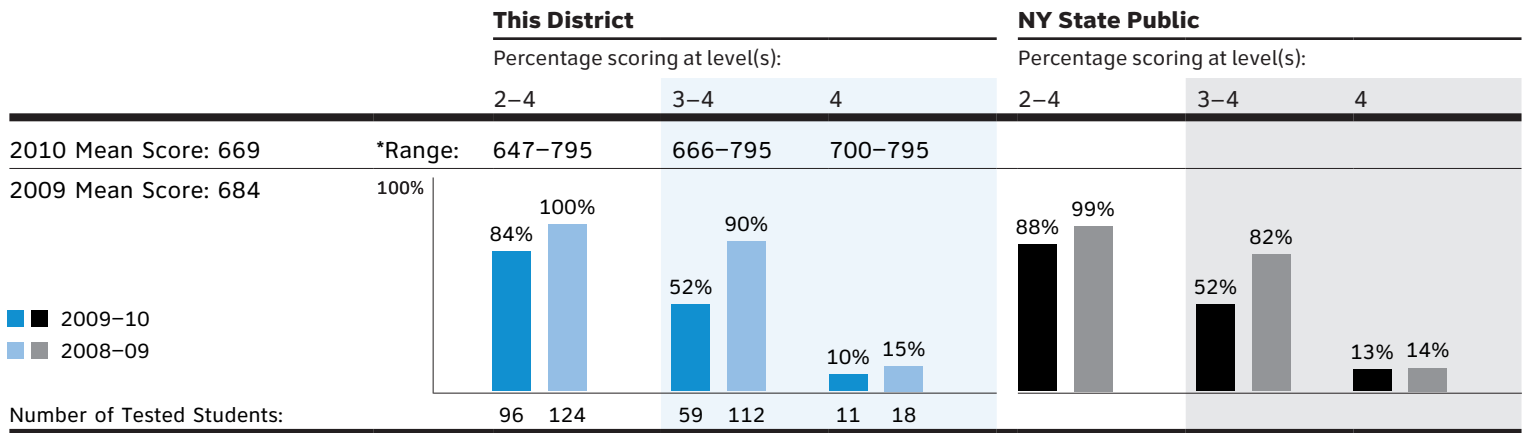 This District NY State Public
Percentage scoring at level(s): Percentage scoring at level(s):
2–4 3–4 4 2–4 3–4 4
2010 Mean Score: 669 *Range: 647–795 666–795 700–795
2009 Mean Score: 684 100%
84% 100% 52% 90% 10% 15% 88% 99% 52% 82% 13% 14%
2009–10
2008–09
Number of Tested Students: 96 124 59 112 11 18